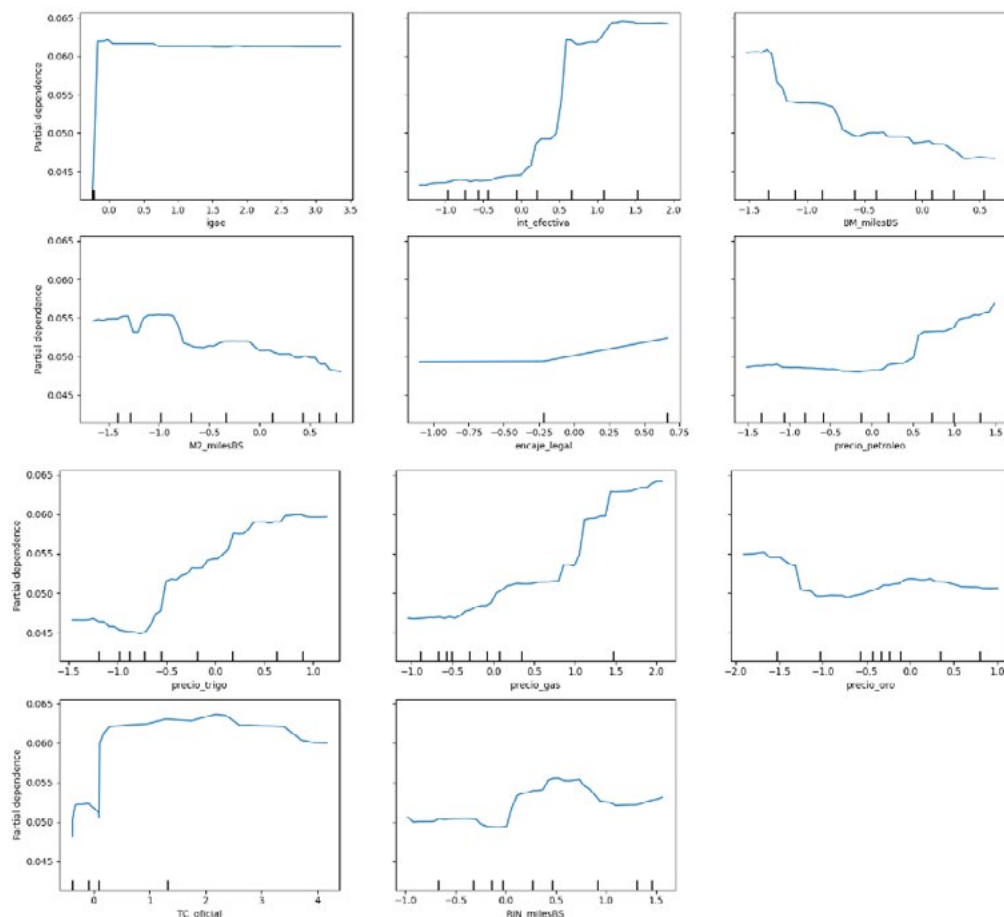 Partial dependence
0.065
0.060
0.055
0.050
0.045
0.0 0.5 1.0 1.5 2.0 2.5 3.0 3.5
igae
−1.0 −0.5 0.0 0.5 1.0 1.5 2.0
int_efectiva
−1.5 −1.0 −0.5 0.0 0.5
BM_milesBS
Partial dependence
0.065
0.060
0.055
0.050
0.045
−1.5 −1.0 −0.5 0.0 0.5
M2_milesBS
−1.00 −0.75 −0.50 −0.25 0.00 0.25 0.50 0.75
encaje_legal
−1.5 −1.0 −0.5 0.0 0.5 1.0 1.5
precio_petroleo
Partial dependence
0.065
0.060
0.055
0.050
0.045
−1.5 −1.0 −0.5 0.0 0.5 1.0
precio_trigo
−1.0 −0.5 0.0 0.5 1.0 1.5 2.0
precio_gas
−2.0 −1.5 −1.0 −0.5 0.0 0.5 1.0
precio_oro
Partial dependence
0.065
0.060
0.055
0.050
0.045
0 1 2 3 4
TC_oficial
−1.0 −0.5 0.0 0.5 1.0 1.5
RIN_milesBS